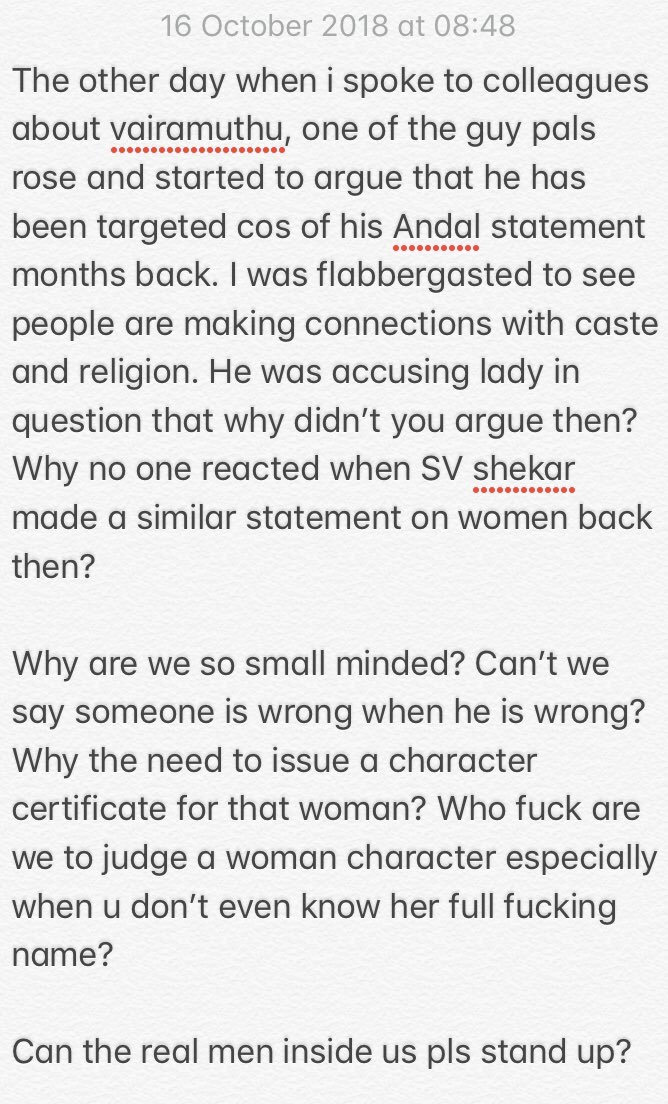 16 October 2018 at 08:48
The other day when i spoke to colleagues
about vairamuthu, one of the guy pals
rose and started to argue that he has
been targeted cos of his Andal statement
months back. I was flabbergasted to see
people are making connections with caste
and religion. He was accusing lady in
question that why didn’t you argue then?
Why no one reacted when SV shekar
made a similar statement on women back
then?

Why are we so small minded? Can’t we
say someone is wrong when he is wrong?
Why the need to issue a character
certificate for that woman? Who fuck are
we to judge a woman character especially
when u don’t even know her full fucking
name?

Can the real men inside us pls stand up?